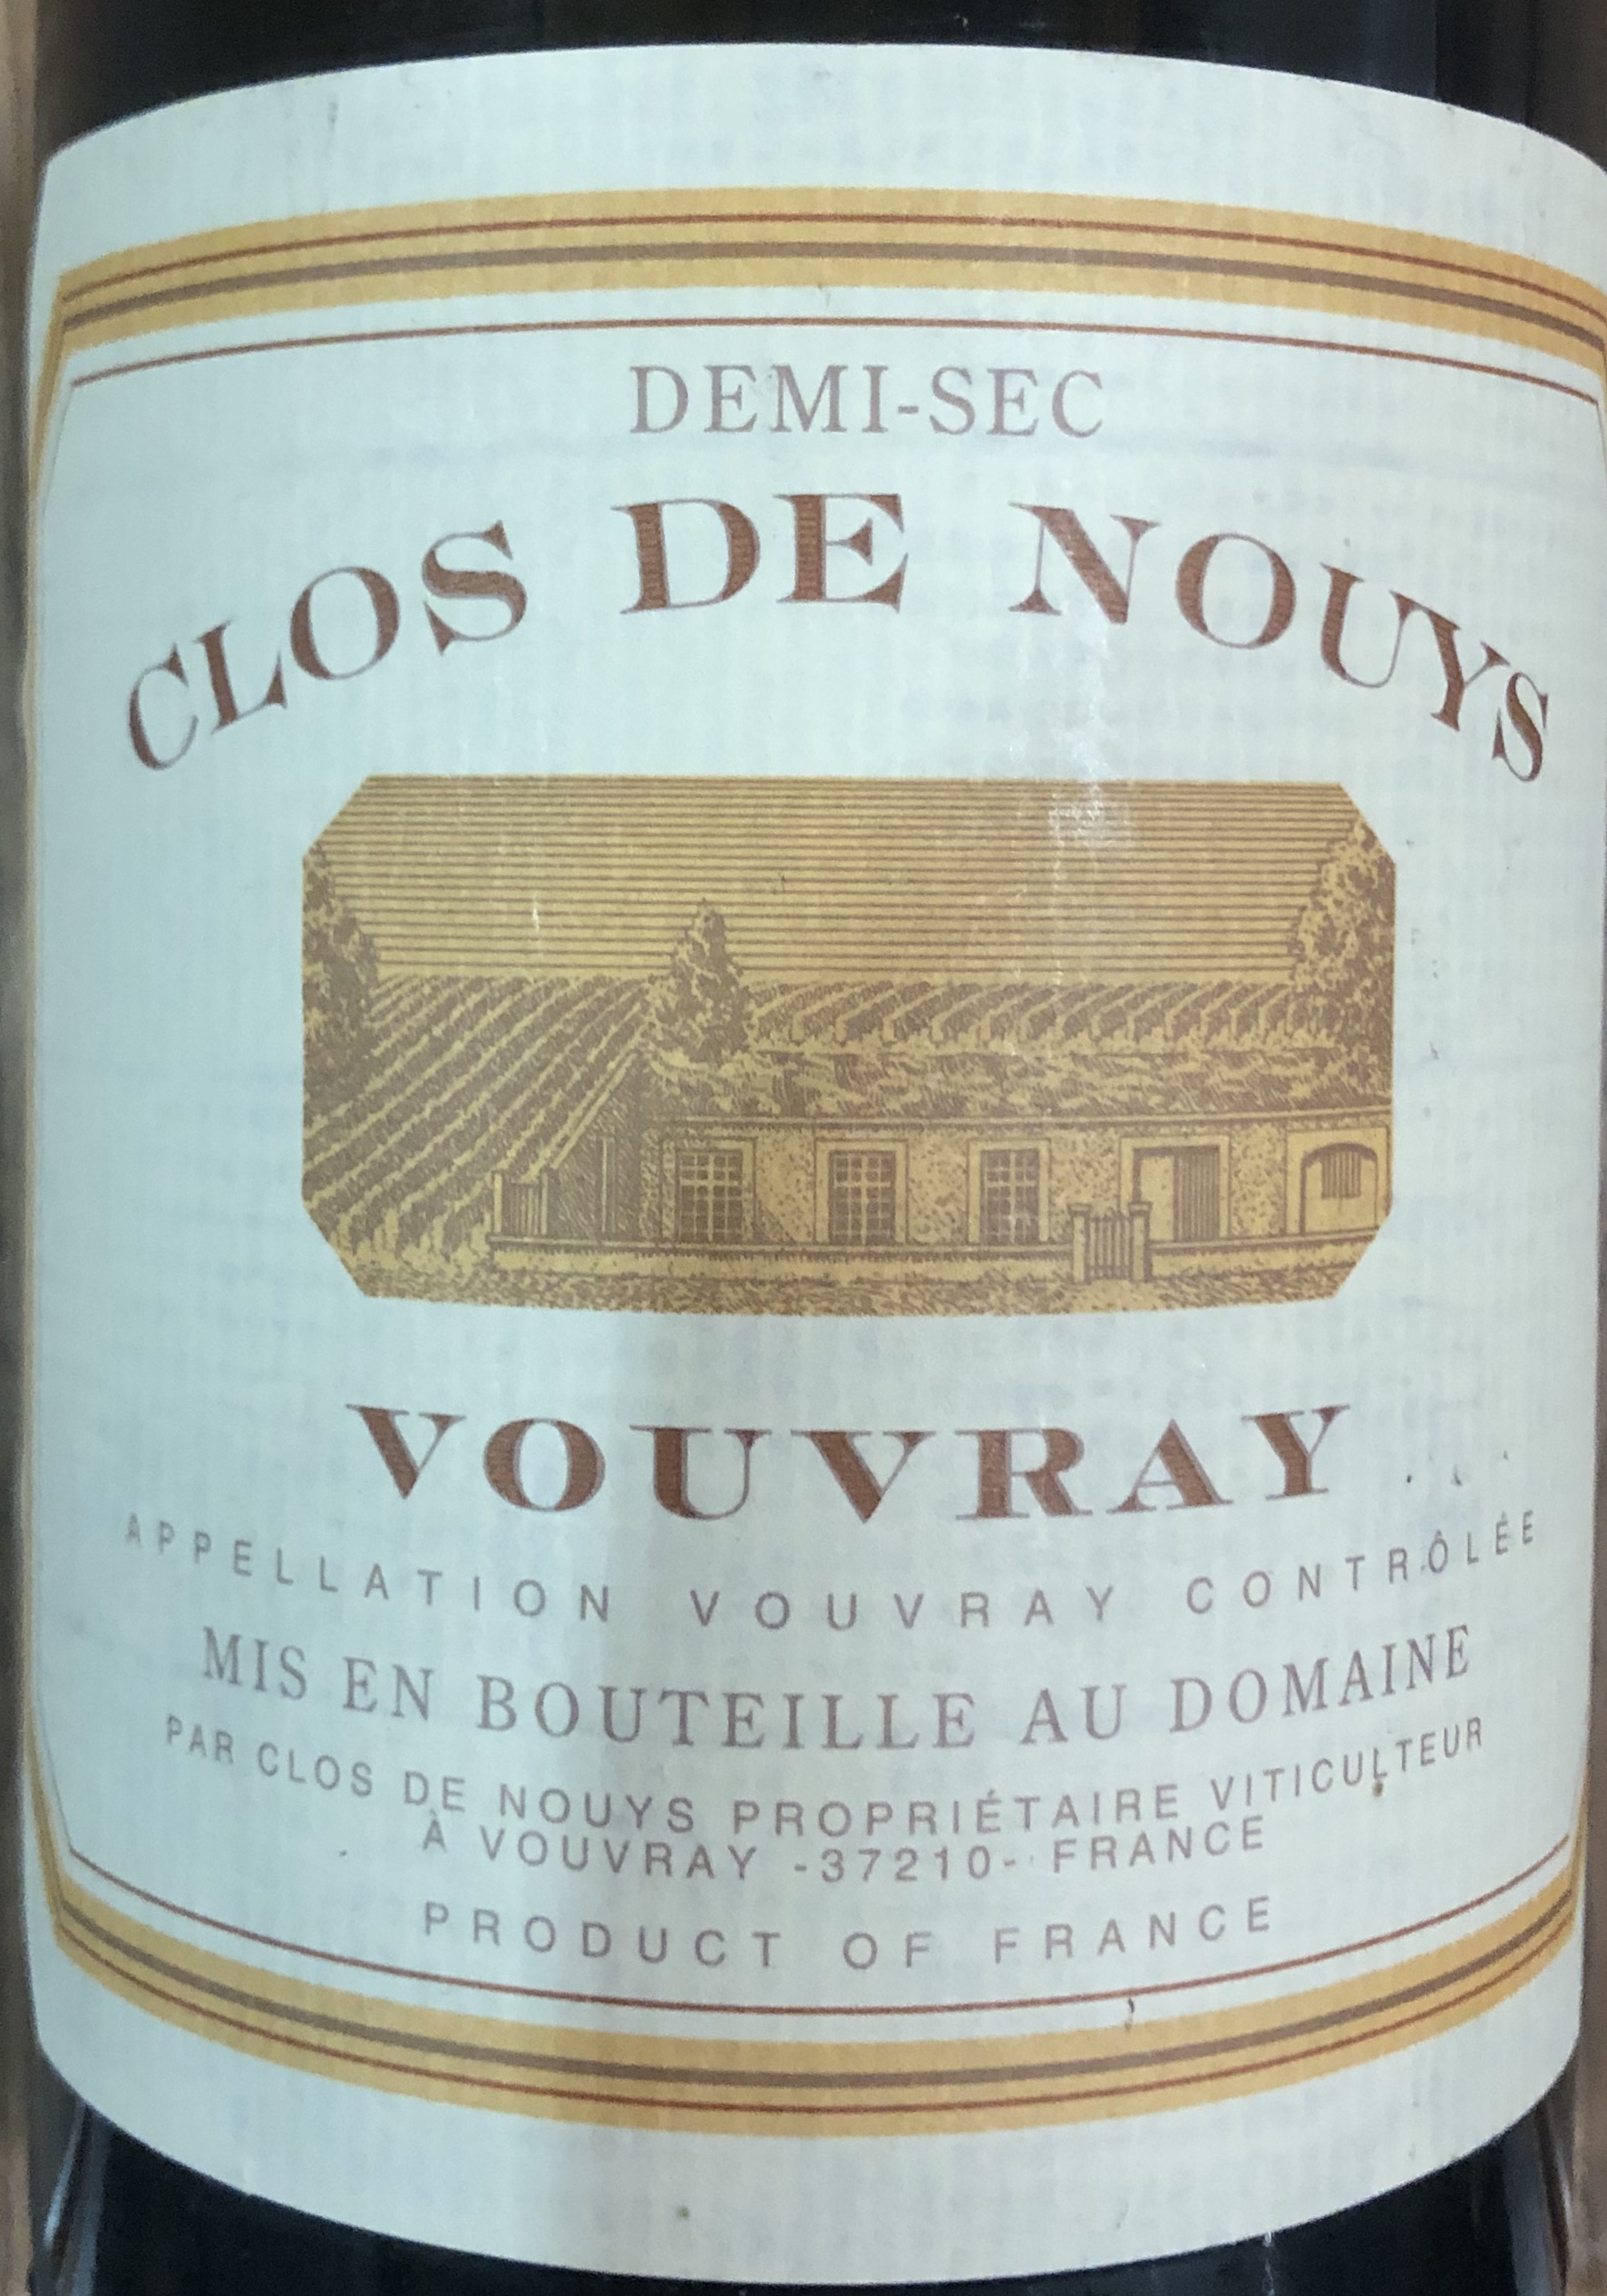 DEMI-SEC
CLOS DE NOUYS
VOUVRAY
APPELLATION VOUVRAY CONTRÔLÉE
MIS EN BOUTEILLE AU DOMAINE
PAR CLOS DE NOUYS PROPRIÉTAIRE VITICULTEUR
À VOUVRAY -37210- FRANCE
PRODUCT OF FRANCE